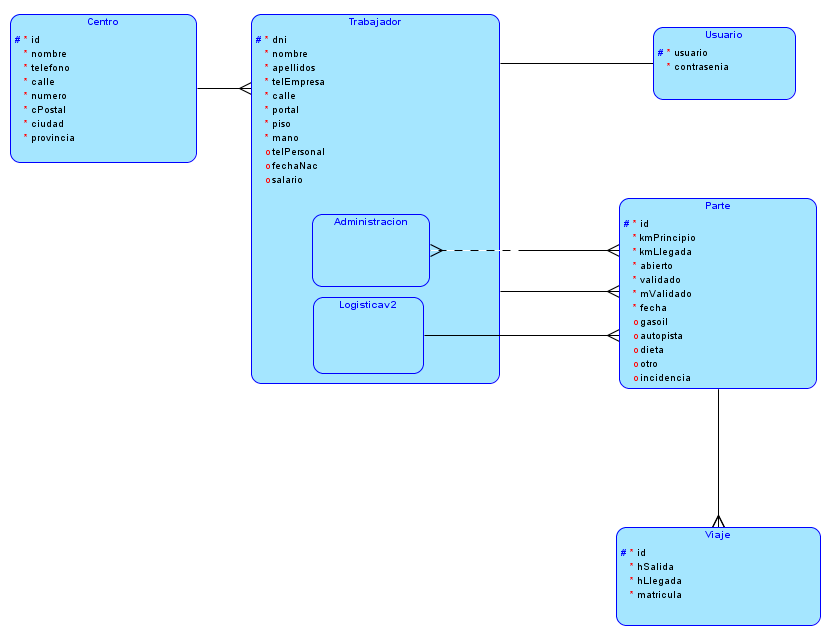 Centro
# * id
* nombre
* telefono
* calle
* numero
* cPostal
* ciudad
* provincia
Trabajador
# * dni
* nombre
* apellidos
* telEmpresa
* calle
* portal
* piso
* mano
o telPersonal
o fechaNac
o salario
Administracion
Logisticav2
Usuario
# * usuario
* contrasenia
Parte
# * id
* kmPrincipio
* kmLlegada
* abierto
* validado
* mValidado
* fecha
o gasoil
o autopista
o dieta
o otro
o incidencia
Viaje
# * id
* hSalida
* hLlegada
* matricula